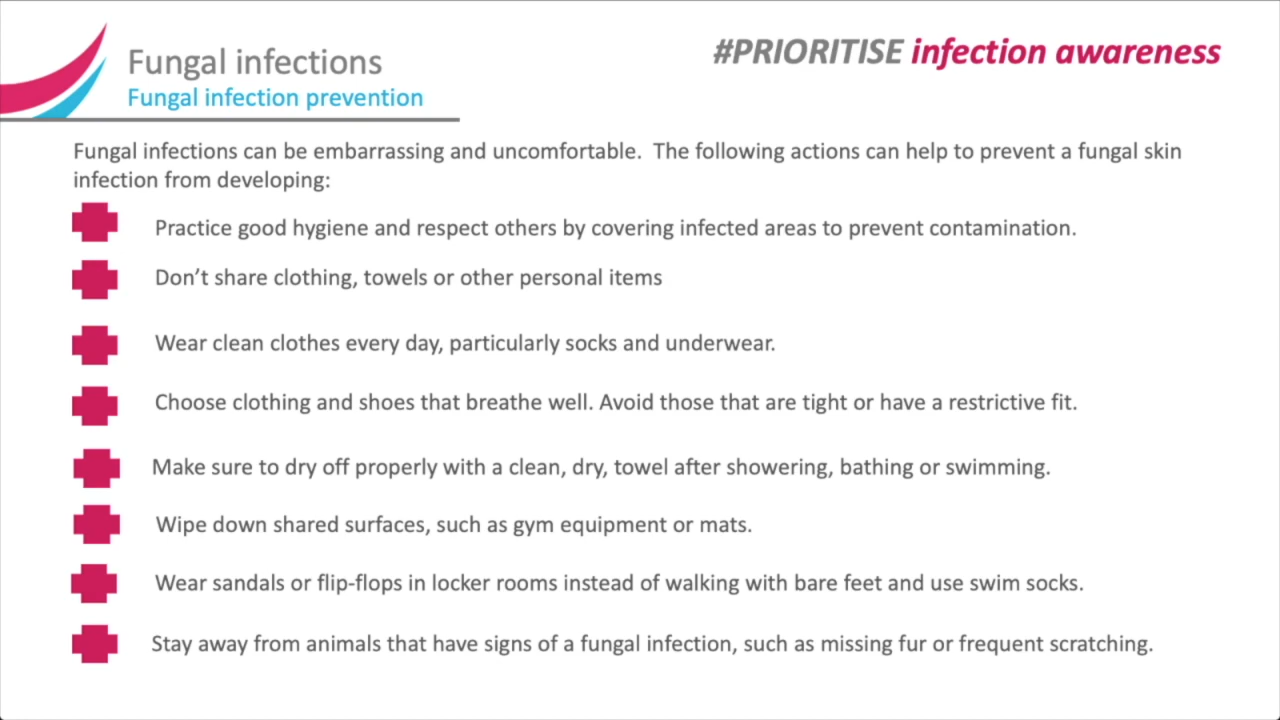 Fungal infections
#PRIORITISE infection awareness
Fungal infection prevention
Fungal infections can be embarrassing and uncomfortable.  The following actions can help to prevent a fungal skin
infection from developing:
Practice good hygiene and respect others by covering infected areas to prevent contamination.
Don’t share clothing, towels or other personal items
Wear clean clothes every day, particularly socks and underwear.
Choose clothing and shoes that breathe well. Avoid those that are tight or have a restrictive fit.
Make sure to dry off properly with a clean, dry, towel after showering, bathing or swimming.
Wipe down shared surfaces, such as gym equipment or mats.
Wear sandals or flip-flops in locker rooms instead of walking with bare feet and use swim socks.
Stay away from animals that have signs of a fungal infection, such as missing fur or frequent scratching.